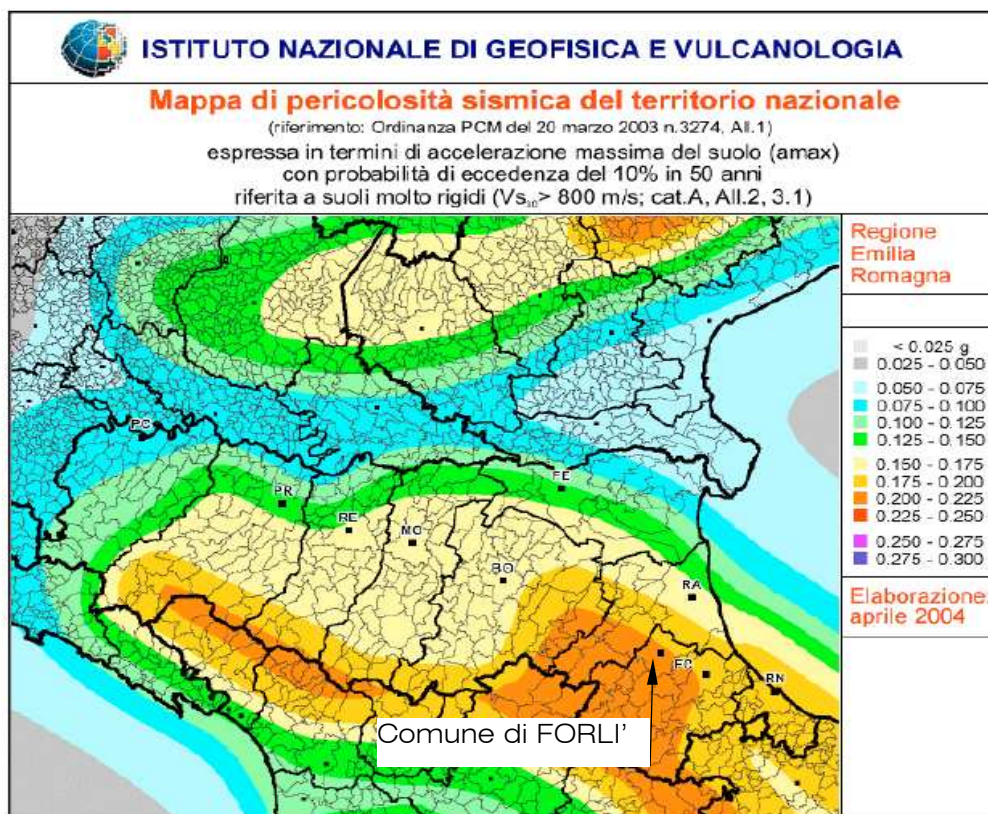 ISTITUTO NAZIONALE DI GEOFISICA E VULCANOLOGIA
Mappa di pericolosità sismica del territorio nazionale
(riferimento: Ordinanza PCM del 20 marzo 2003 n.3274, All.1)
espressa in termini di accelerazione massima del suolo (amax)
con probabilità di eccedenza del 10% in 50 anni
riferita a suoli molto rigidi (Vs30> 800 m/s; cat.A, All.2, 3.1)
Regione
Emilia
Romagna
< 0.025 g
0.025 - 0.050
0.050 - 0.075
0.075 - 0.100
0.100 - 0.125
0.125 - 0.150
0.150 - 0.175
0.175 - 0.200
0.200 - 0.225
0.225 - 0.250
0.250 - 0.275
0.275 - 0.300
Elaborazione:
aprile 2004
PC
PR
RE
MO
FE
BO
RA
FC
RN
Comune di FORLI'